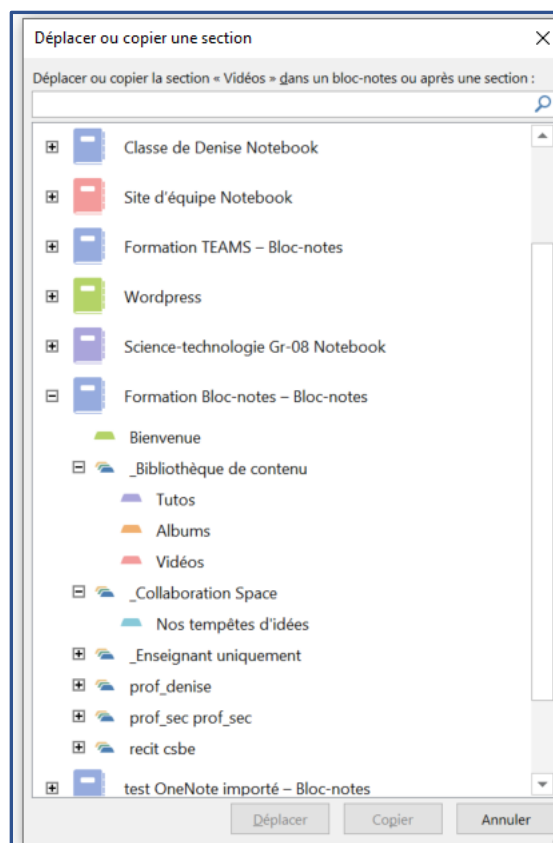 Déplacer ou copier une section
Déplacer ou copier la section « Vidéos » dans un bloc-notes ou après une section :
Classe de Denise Notebook
Site d'équipe Notebook
Formation TEAMS – Bloc-notes
Wordpress
Science-technologie Gr-08 Notebook
Formation Bloc-notes – Bloc-notes
Bienvenue
_Bibliothèque de contenu
Tutos
Albums
Vidéos
_Collaboration Space
Nos tempêtes d'idées
_Enseignant uniquement
prof_denise
prof_sec prof_sec
recit csbe
test OneNote importé – Bloc-notes
Déplacer Copier Annuler